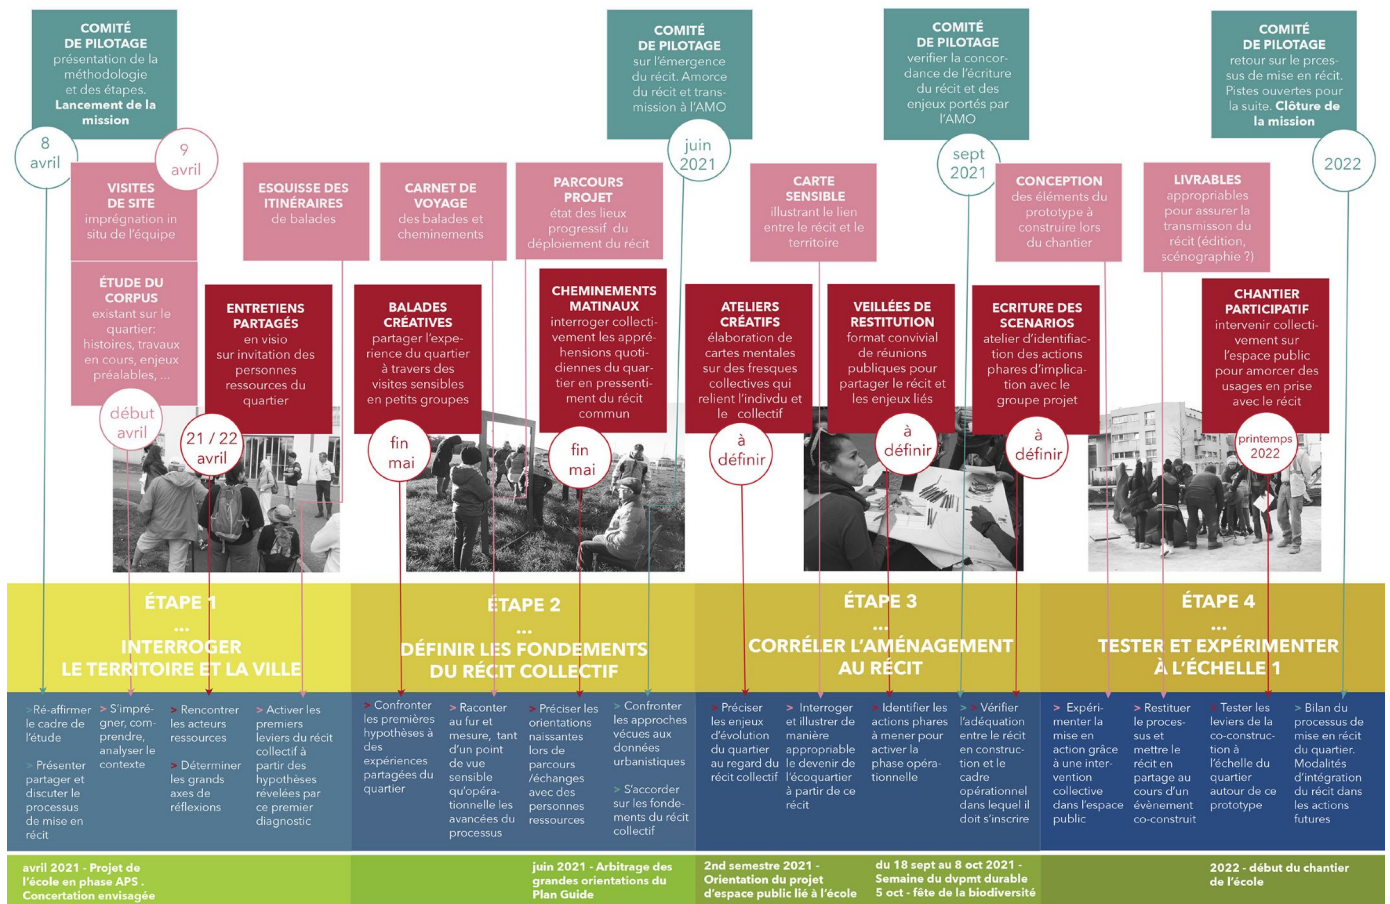 COMITÉ
DE PILOTAGE
présentation de la
méthodologie
et des étapes.
Lancement de la
mission
8
avril
COMITÉ
DE PILOTAGE
sur l'émergence
du récit. Amorce
du récit et trans-
mission à l'AMO
juin
2021
COMITÉ
DE PILOTAGE
verifier la concor-
dance de l'écriture
du récit et des
enjeux portés par
l'AMO
sept
2021
COMITÉ
DE PILOTAGE
retour sur le prces-
sus de mise en récit.
Pistes ouvertes pour
la suite. Clôture de
la mission
2022
9
avril
VISITES
DE SITE
imprégnation in
situ de l'équipe
ÉTUDE DU
CORPUS
existant sur le
quartier:
histoires, travaux
en cours, enjeux
préalables, ...
début
avril
ESQUISSE DES
ITINÉRAIRES
de balades
CARNET DE
VOYAGE
des balades et
cheminements
PARCOURS
PROJET
état des lieux
progressif du
déploiement du récit
CARTE
SENSIBLE
illustrant le lien
entre le récit et le
territoire
CONCEPTION
des éléments du
prototype à
construire lors
du chantier
LIVRABLES
appropriables
pour assurer la
transmisson du
récit (édition,
scénographie ?)
ENTRETIENS
PARTAGÉS
en visio
sur invitation des
personnes
ressources du
quartier
21 / 22
avril
BALADES
CRÉATIVES
partager l'expe-
rience du quartier
à travers des
visites sensibles
en petits groupes
fin
mai
CHEMINEMENTS
MATINAUX
interroger collecti-
vement les appré-
hensions quoti-
diennes du quar-
tier en pressenti-
ment du récit
commun
fin
mai
ATELIERS
CRÉATIFS
élaboration de
cartes mentales
sur des fresques
collectives qui
relient l'indivdu et
le collectif
à
définir
VEILLÉES DE
RESTITUTION
format convivial
de réunions
publiques pour
partager le récit et
les enjeux liés
à
définir
ECRITURE DES
SCENARIOS
atelier d'identifiac-
tion des actions
phares d'implica-
tion avec le
groupe projet
à
définir
CHANTIER
PARTICIPATIF
intervenir collecti-
vement sur
l'espace public
pour amorcer des
usages en prise
avec le récit
printemps
2022
ÉTAPE 1
...
INTERROGER
LE TERRITOIRE ET LA VILLE
ÉTAPE 2
...
DÉFINIR LES FONDEMENTS
DU RÉCIT COLLECTIF
ÉTAPE 3
...
CORRÉLER L'AMÉNAGEMENT
AU RÉCIT
ÉTAPE 4
...
TESTER ET EXPÉRIMENTER
À L'ÉCHELLE 1
>Ré-affirmer
le cadre de
l'étude
> Présenter
partager et
discuter le
processus
de mise en
récit
> S'impré-
gner, com-
prendre,
analyser le
contexte
> Rencontrer
les acteurs
ressources
> Déterminer
les grands
axes de
réflexions
> Activer les
premiers
leviers du récit
collectif à
partir des
hypothèses
révelées par
ce premier
diagnostic
> Confronter
les premières
hypothèses à
des
expériences
partagées du
quartier
> Raconter
au fur et
mesure, tant
d'un point
de vue
sensible
qu'opéra-
tionnelle les
avancées du
processus
> Préciser les
orientations
naissantes
lors de
parcours
/échanges
avec des
personnes
ressources
> Confronter
les approches
vécues aux
données
urbanistiques
> S'accorder
sur les fonde-
ments du récit
collectif
> Préciser
les enjeux
d'évolution
du quartier
au regard du
récit collectif
> Interroger
et illustrer de
manière
appropriable
le devenir de
l'écoquartier
à partir de ce
récit
> Identifier les
actions phares
à mener pour
activer la
phase opéra-
tionnelle
> Vérifier
l'adéquation
entre le récit
en construc-
tion et le
cadre
opérationnel
dans lequel il
doit s'inscrire
> Expéri-
menter la
mise en
action grâce
à une inter-
vention
collective
dans l'espace
public
> Restituer
le proces-
sus et
mettre le
récit en
partage au
cours d'un
évènement
co-construit
> Tester les
leviers de la
co-construc-
tion à
l'échelle du
quartier
autour de ce
prototype
> Bilan du
processus de
mise en récit
du quartier.
Modalités
d'intégration
du récit dans
les actions
futures
avril 2021 - Projet de
l'école en phase APS .
Concertation envisagée
juin 2021 - Arbitrage des
grandes orientations du
Plan Guide
2nd semestre 2021 -
Orientation du projet
d'espace public lié à l'école
du 18 sept au 8 oct 2021 -
Semaine du dvpmt durable
5 oct - fête de la biodiversité
2022 - début du chantier
de l'école